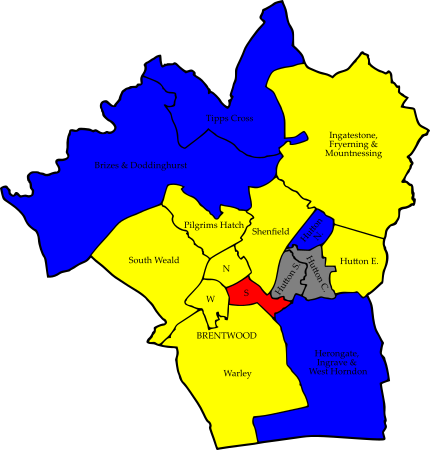 Tipps Cross
Ingatestone,
Fryerning &
Mountnessing
Brizes & Doddinghurst
Pilgrims Hatch
Shenfield
Hutton
N.
South Weald
N
Hutton S.
Hutton C.
Hutton E.
W
S
BRENTWOOD
Warley
Herongate,
Ingrave &
West Horndon